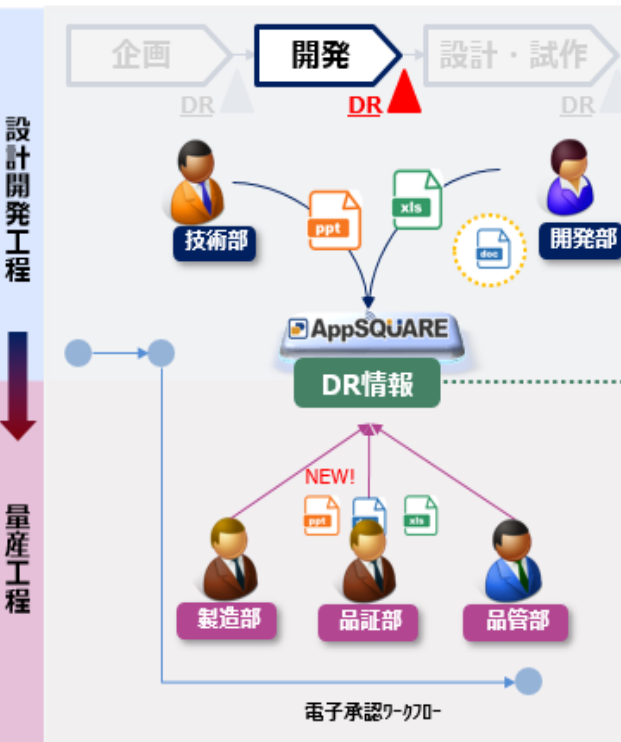 企画
開発
設計・試作
DR
DR
DR
設計開発工程
技術部
ppt
xls
doc
開発部
AppSQUARE
DR情報
NEW!
ppt
xls
量産工程
製造部
品証部
品管部
電子承認ﾜｰｸﾌﾛｰ